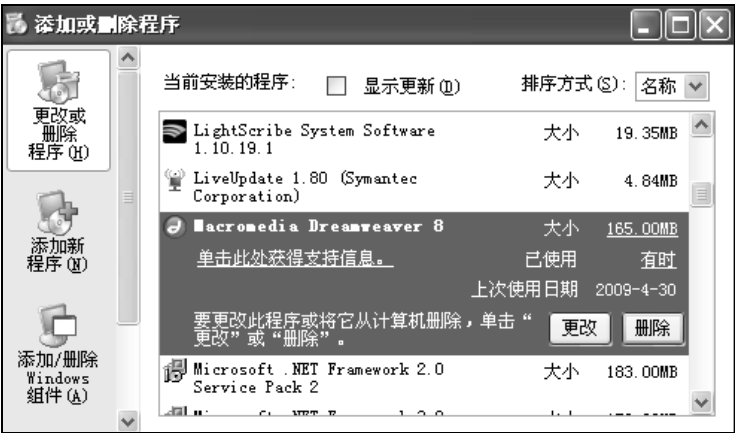 添加或删除程序
更改或
删除
程序(H)
添加新
程序(N)
添加/删除
Windows
组件(A)
当前安装的程序: 显示更新(D) 排序方式(S): 名称
LightScribe System Software 大小 19.35MB
1.10.19.1
LiveUpdate 1.80 (Symantec 大小 4.84MB
Corporation)
Macromedia Dreamweaver 8 大小 165.00MB
单击此处获得支持信息。 已使用 有时
上次使用日期 2009-4-30
要更改此程序或将它从计算机删除,单击“ 更改 删除
更改”或“删除”。
Microsoft .NET Framework 2.0 大小 183.00MB
Service Pack 2